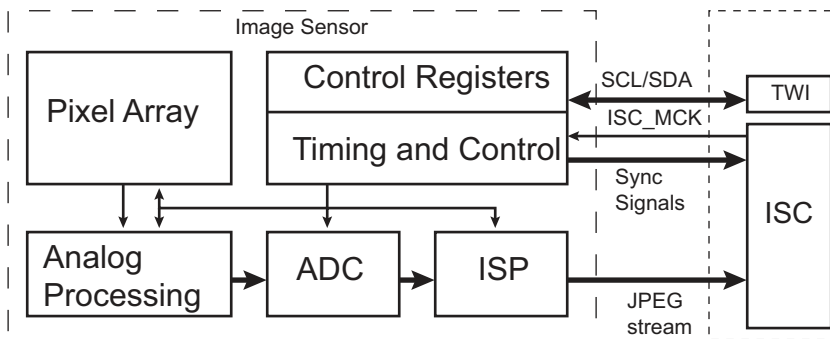 Image Sensor
Pixel Array
Control Registers
Timing and Control
SCL/SDA
TWI
ISC_MCK
Sync
Signals
ISC
Analog
Processing
ADC
ISP
JPEG
stream